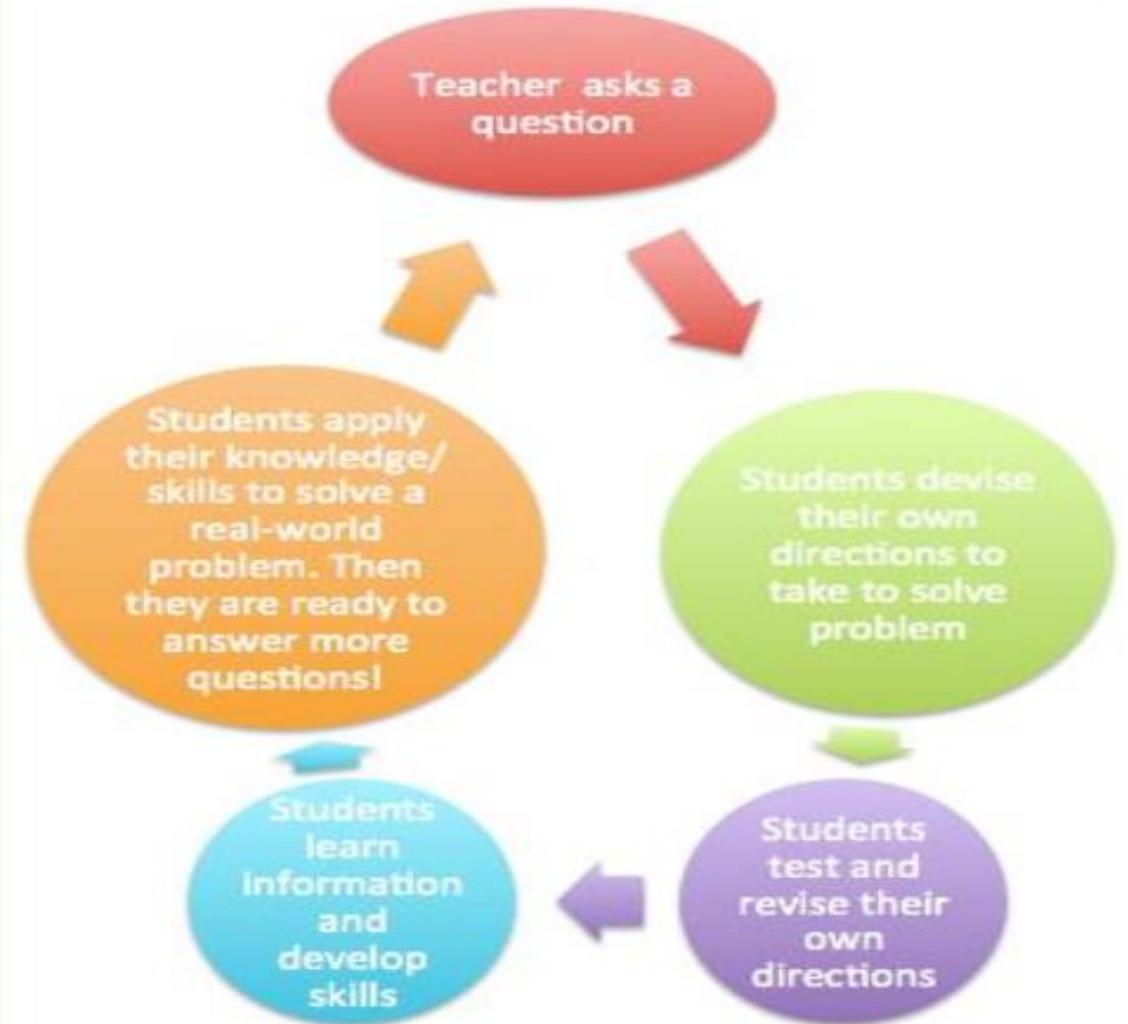 Teacher asks a
question
Students devise
their own
directions to
take to solve
problem
Students
test and
revise their
own
directions
Students
learn
information
and
develop
skills
Students apply
their knowledge/
skills to solve a
real-world
problem. Then
they are ready to
answer more
questions!